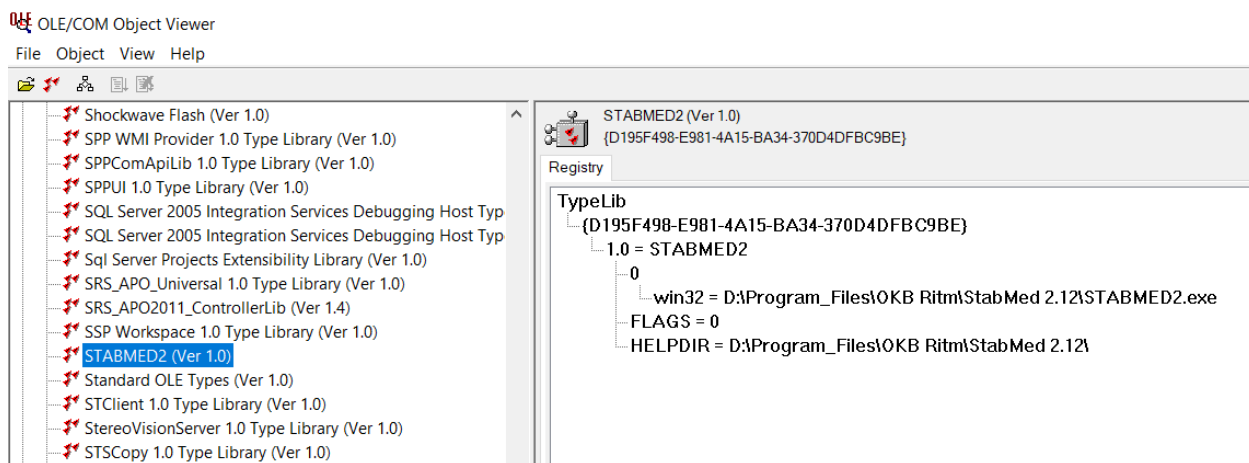 OLE/COM Object Viewer
File Object View Help
Shockwave Flash (Ver 1.0)
SPP WMI Provider 1.0 Type Library (Ver 1.0)
SPPComApiLib 1.0 Type Library (Ver 1.0)
SPPUI 1.0 Type Library (Ver 1.0)
SQL Server 2005 Integration Services Debugging Host Typ
SQL Server 2005 Integration Services Debugging Host Typ
Sql Server Projects Extensibility Library (Ver 1.0)
SRS_APO_Universal 1.0 Type Library (Ver 1.0)
SRS_APO2011_ControllerLib (Ver 1.4)
SSP Workspace 1.0 Type Library (Ver 1.0)
STABMED2 (Ver 1.0)
Standard OLE Types (Ver 1.0)
STClient 1.0 Type Library (Ver 1.0)
StereoVisionServer 1.0 Type Library (Ver 1.0)
STSCopy 1.0 Type Library (Ver 1.0)
STABMED2 (Ver 1.0)
{D195F498-E981-4A15-BA34-370D4DFBC9BE}
Registry
TypeLib
{D195F498-E981-4A15-BA34-370D4DFBC9BE}
1.0 = STABMED2
0
win32 = D:\Program_Files\OKB Ritm\StabMed 2.12\STABMED2.exe
FLAGS = 0
HELPDIR = D:\Program_Files\OKB Ritm\StabMed 2.12\